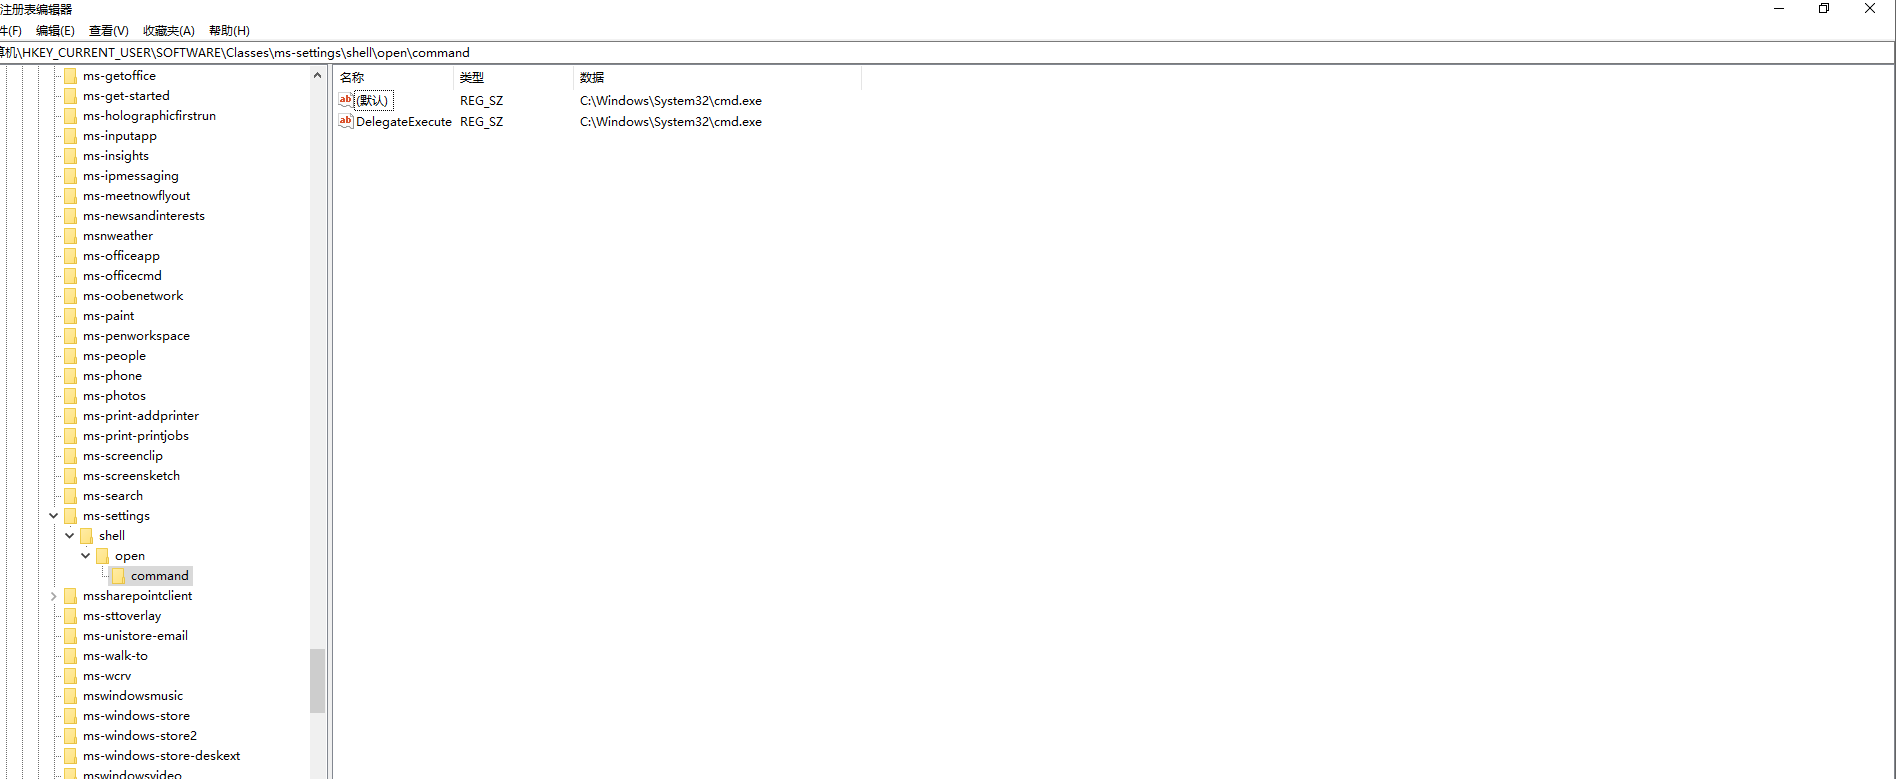 注册表编辑器
件(F) 编辑(E) 查看(V) 收藏夹(A) 帮助(H)
算机\HKEY_CURRENT_USER\SOFTWARE\Classes\ms-settings\shell\open\command
ms-getoffice
ms-get-started
ms-holographicfirstrun
ms-inputapp
ms-insights
ms-ipmessaging
ms-meetnowflyout
ms-newsandinterests
msnweather
ms-officeapp
ms-officecmd
ms-oobenetwork
ms-paint
ms-penworkspace
ms-people
ms-phone
ms-photos
ms-print-addprinter
ms-print-printjobs
ms-screenclip
ms-screensketch
ms-search
ms-settings
shell
open
command
mssharepointclient
ms-sttoverlay
ms-unistore-email
ms-walk-to
ms-wcrv
mswindowsmusic
ms-windows-store
ms-windows-store2
ms-windows-store-deskext
mswindowsvideo
名称 类型 数据
ab (默认) REG_SZ C:\Windows\System32\cmd.exe
ab DelegateExecute REG_SZ C:\Windows\System32\cmd.exe